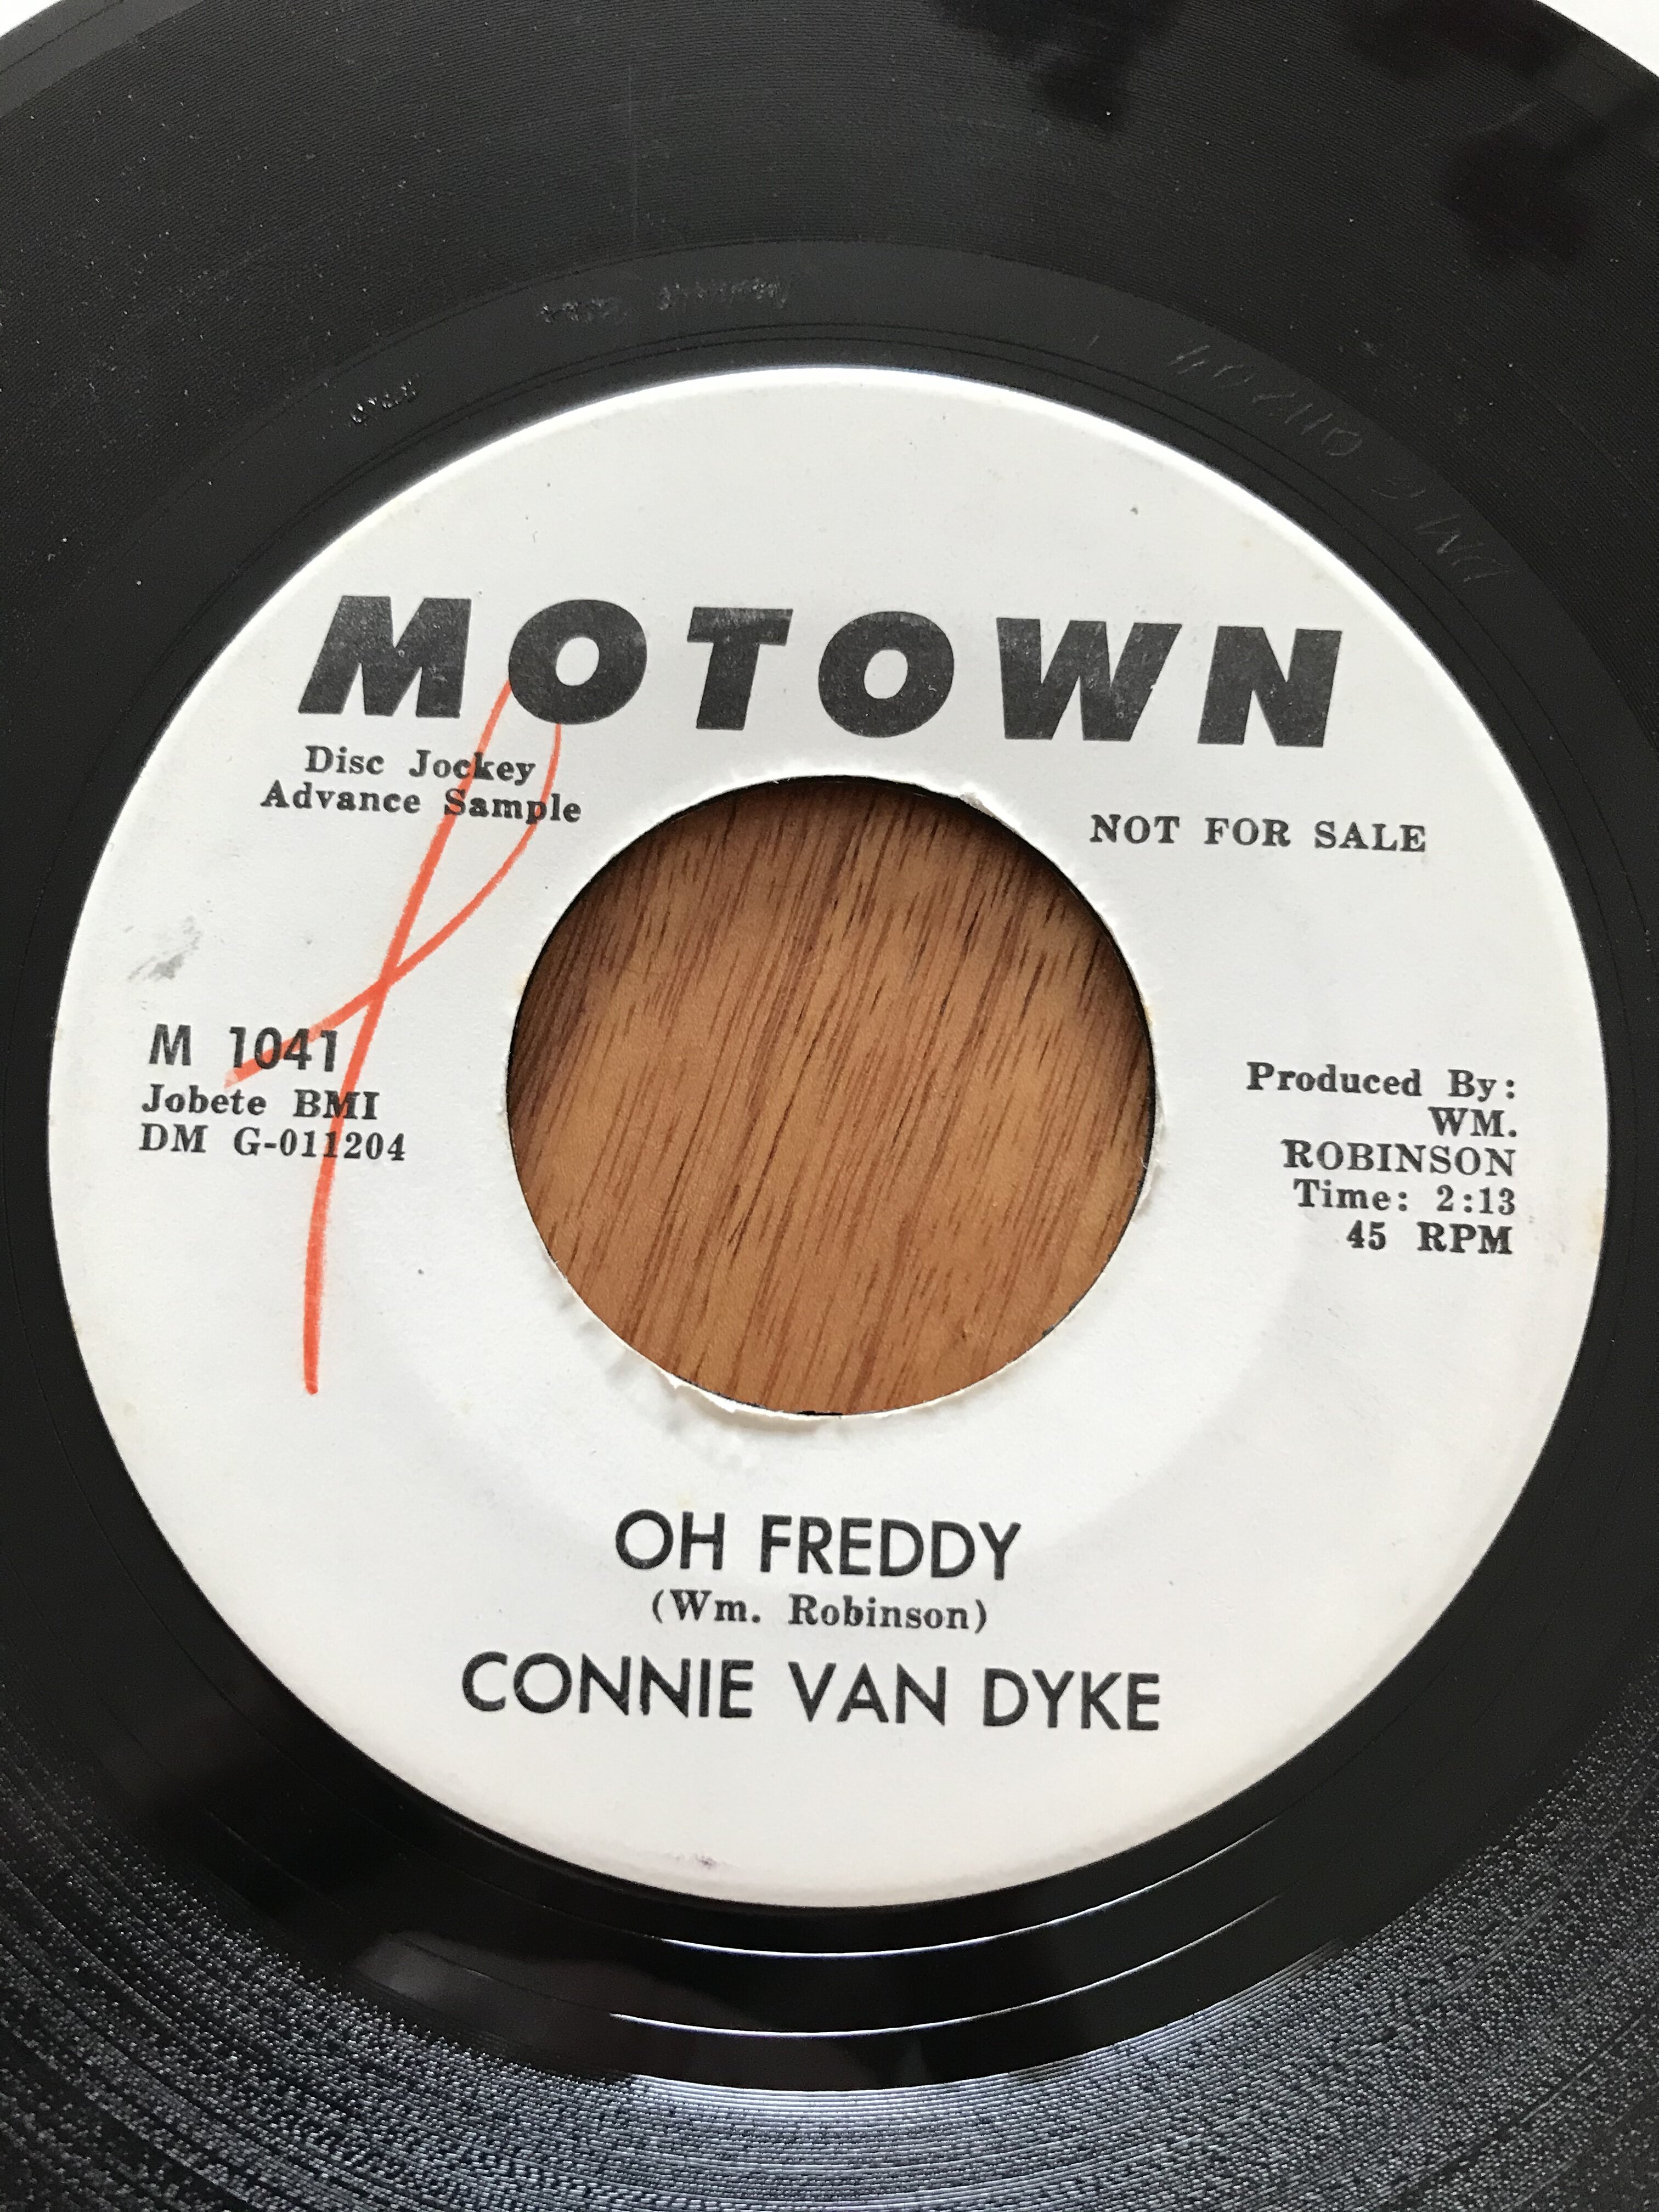 MOTOWN
Disc Jockey
Advance Sample
NOT FOR SALE
M 1041
Jobete BMI
DM G-011204
Produced By:
WM.
ROBINSON
Time: 2:13
45 RPM
OH FREDDY
(Wm. Robinson)
CONNIE VAN DYKE